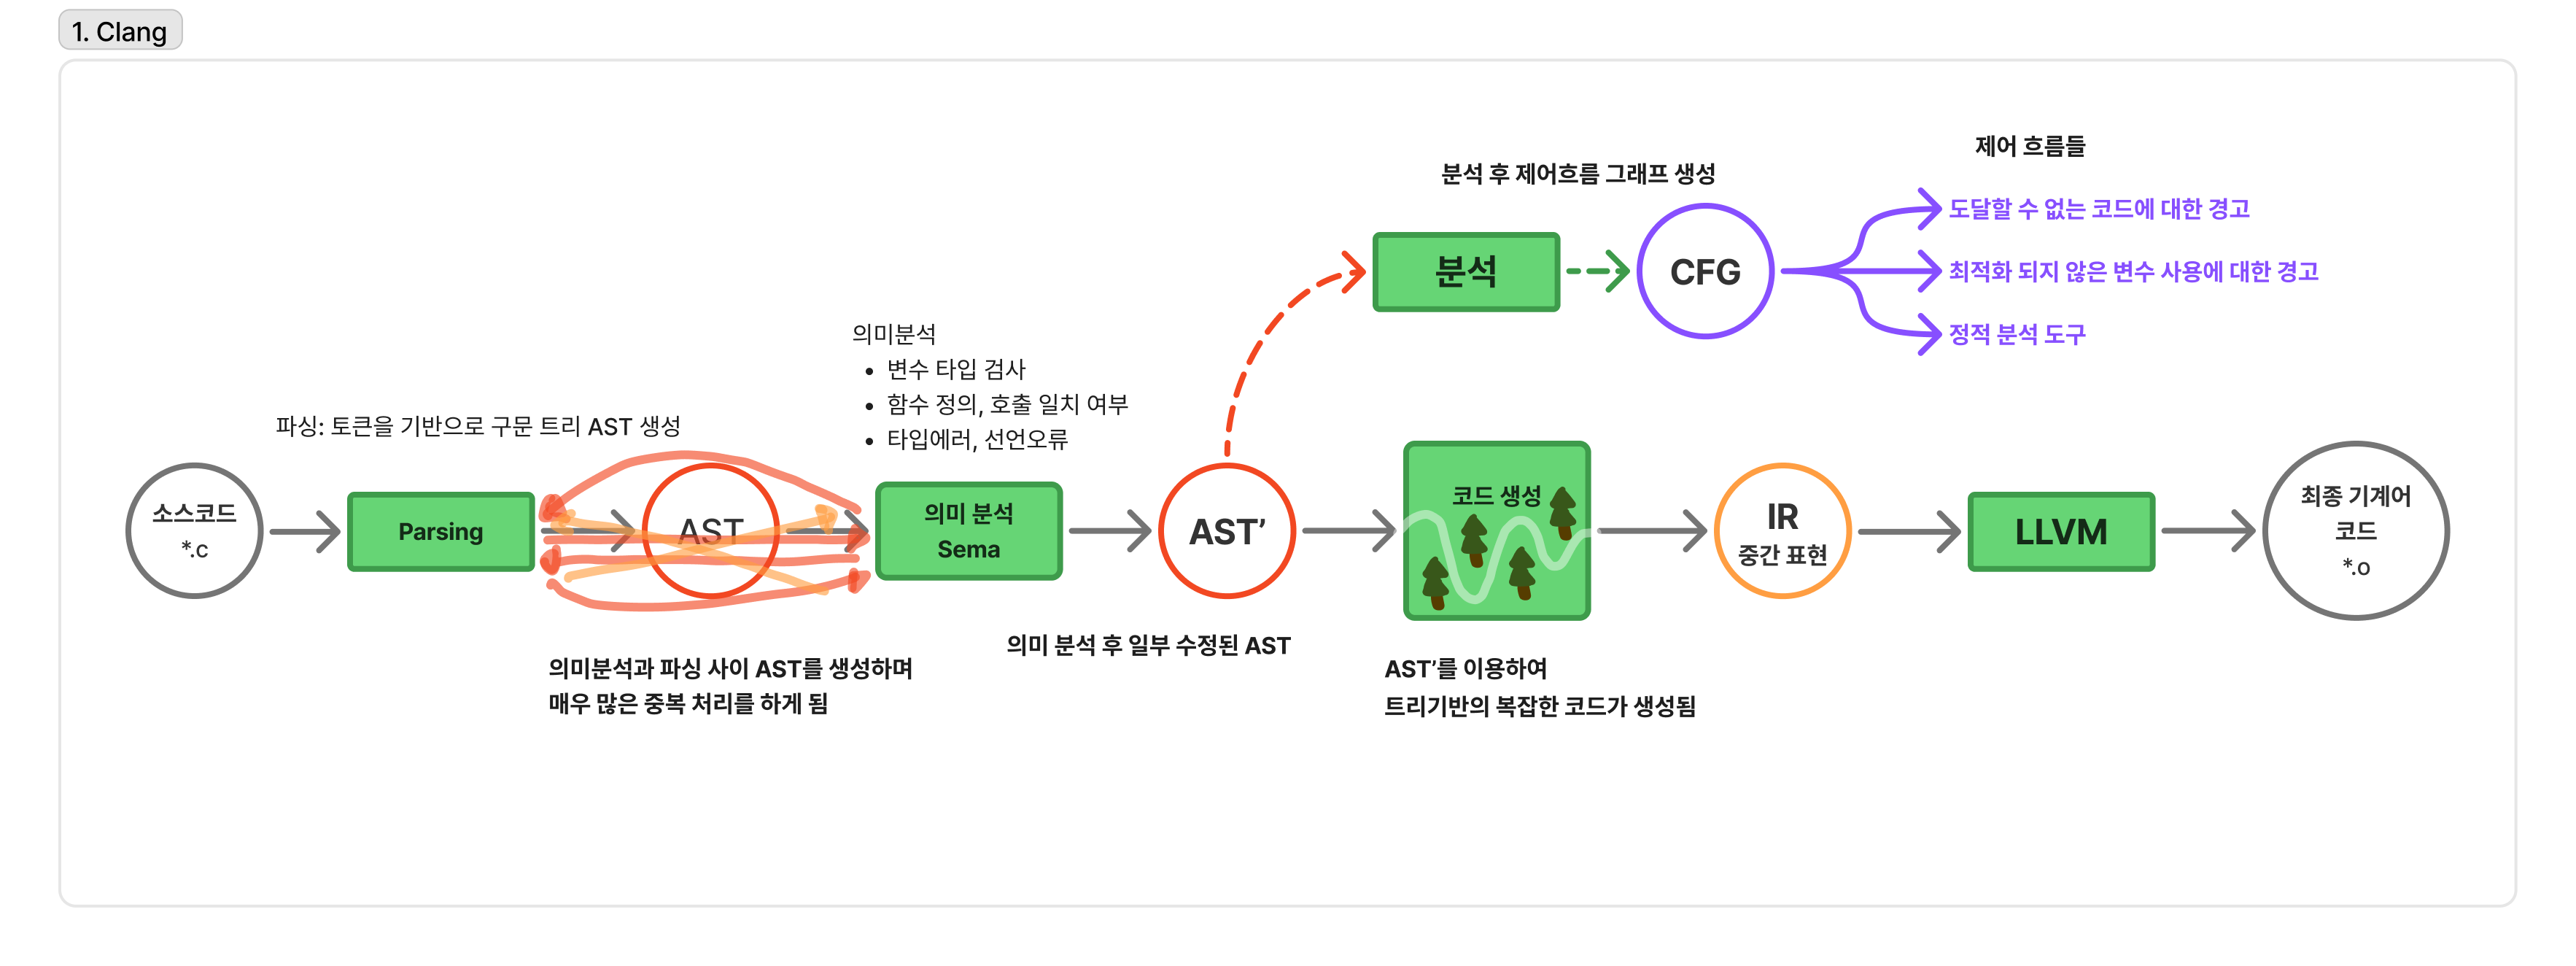 1. Clang
제어 흐름들
분석 후 제어흐름 그래프 생성
도달할 수 없는 코드에 대한 경고
분석
CFG
최적화 되지 않은 변수 사용에 대한 경고
정적 분석 도구
의미분석
• 변수 타입 검사
• 함수 정의, 호출 일치 여부
• 타입에러, 선언오류
파싱: 토큰을 기반으로 구문 트리 AST 생성
소스코드
*.c
Parsing
AST
의미 분석
Sema
AST’
코드 생성
IR
중간 표현
LLVM
최종 기계어
코드
*.o
의미 분석 후 일부 수정된 AST
의미분석과 파싱 사이 AST를 생성하며
매우 많은 중복 처리를 하게 됨
AST’를 이용하여
트리기반의 복잡한 코드가 생성됨